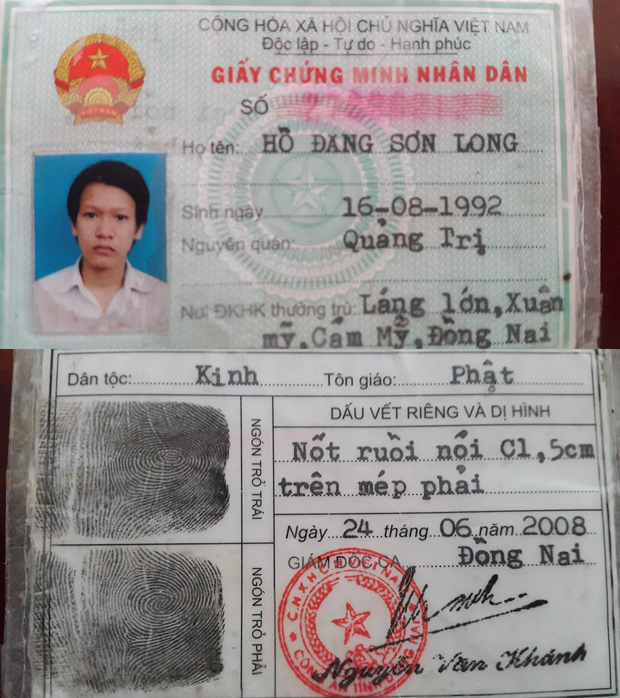 CỘNG HÒA XÃ HỘI CHỦ NGHĨA VIỆT NAM
Độc lập - Tự do - Hạnh phúc
GIẤY CHỨNG MINH NHÂN DÂN
SỐ
Họ tên: HỒ ĐĂNG SƠN LONG
Sinh ngày 16-08-1992
Nguyên quán: Quảng Trị
Nơi ĐKHK thường trú: Láng lớn, Xuân
mỹ, Cẩm Mỹ, Đồng Nai
VIỆT NAM
Dân tộc: Kinh Tôn giáo: Phật
NGÓN TRỎ TRÁI
NGÓN TRỎ PHẢI
DẤU VẾT RIÊNG VÀ DỊ HÌNH
Nốt ruồi nổi C1,5cm
trên mép phải
Ngày 24 tháng 06 năm 2008
GIÁM ĐỐC CA Đồng Nai
Nguyễn Văn Khánh